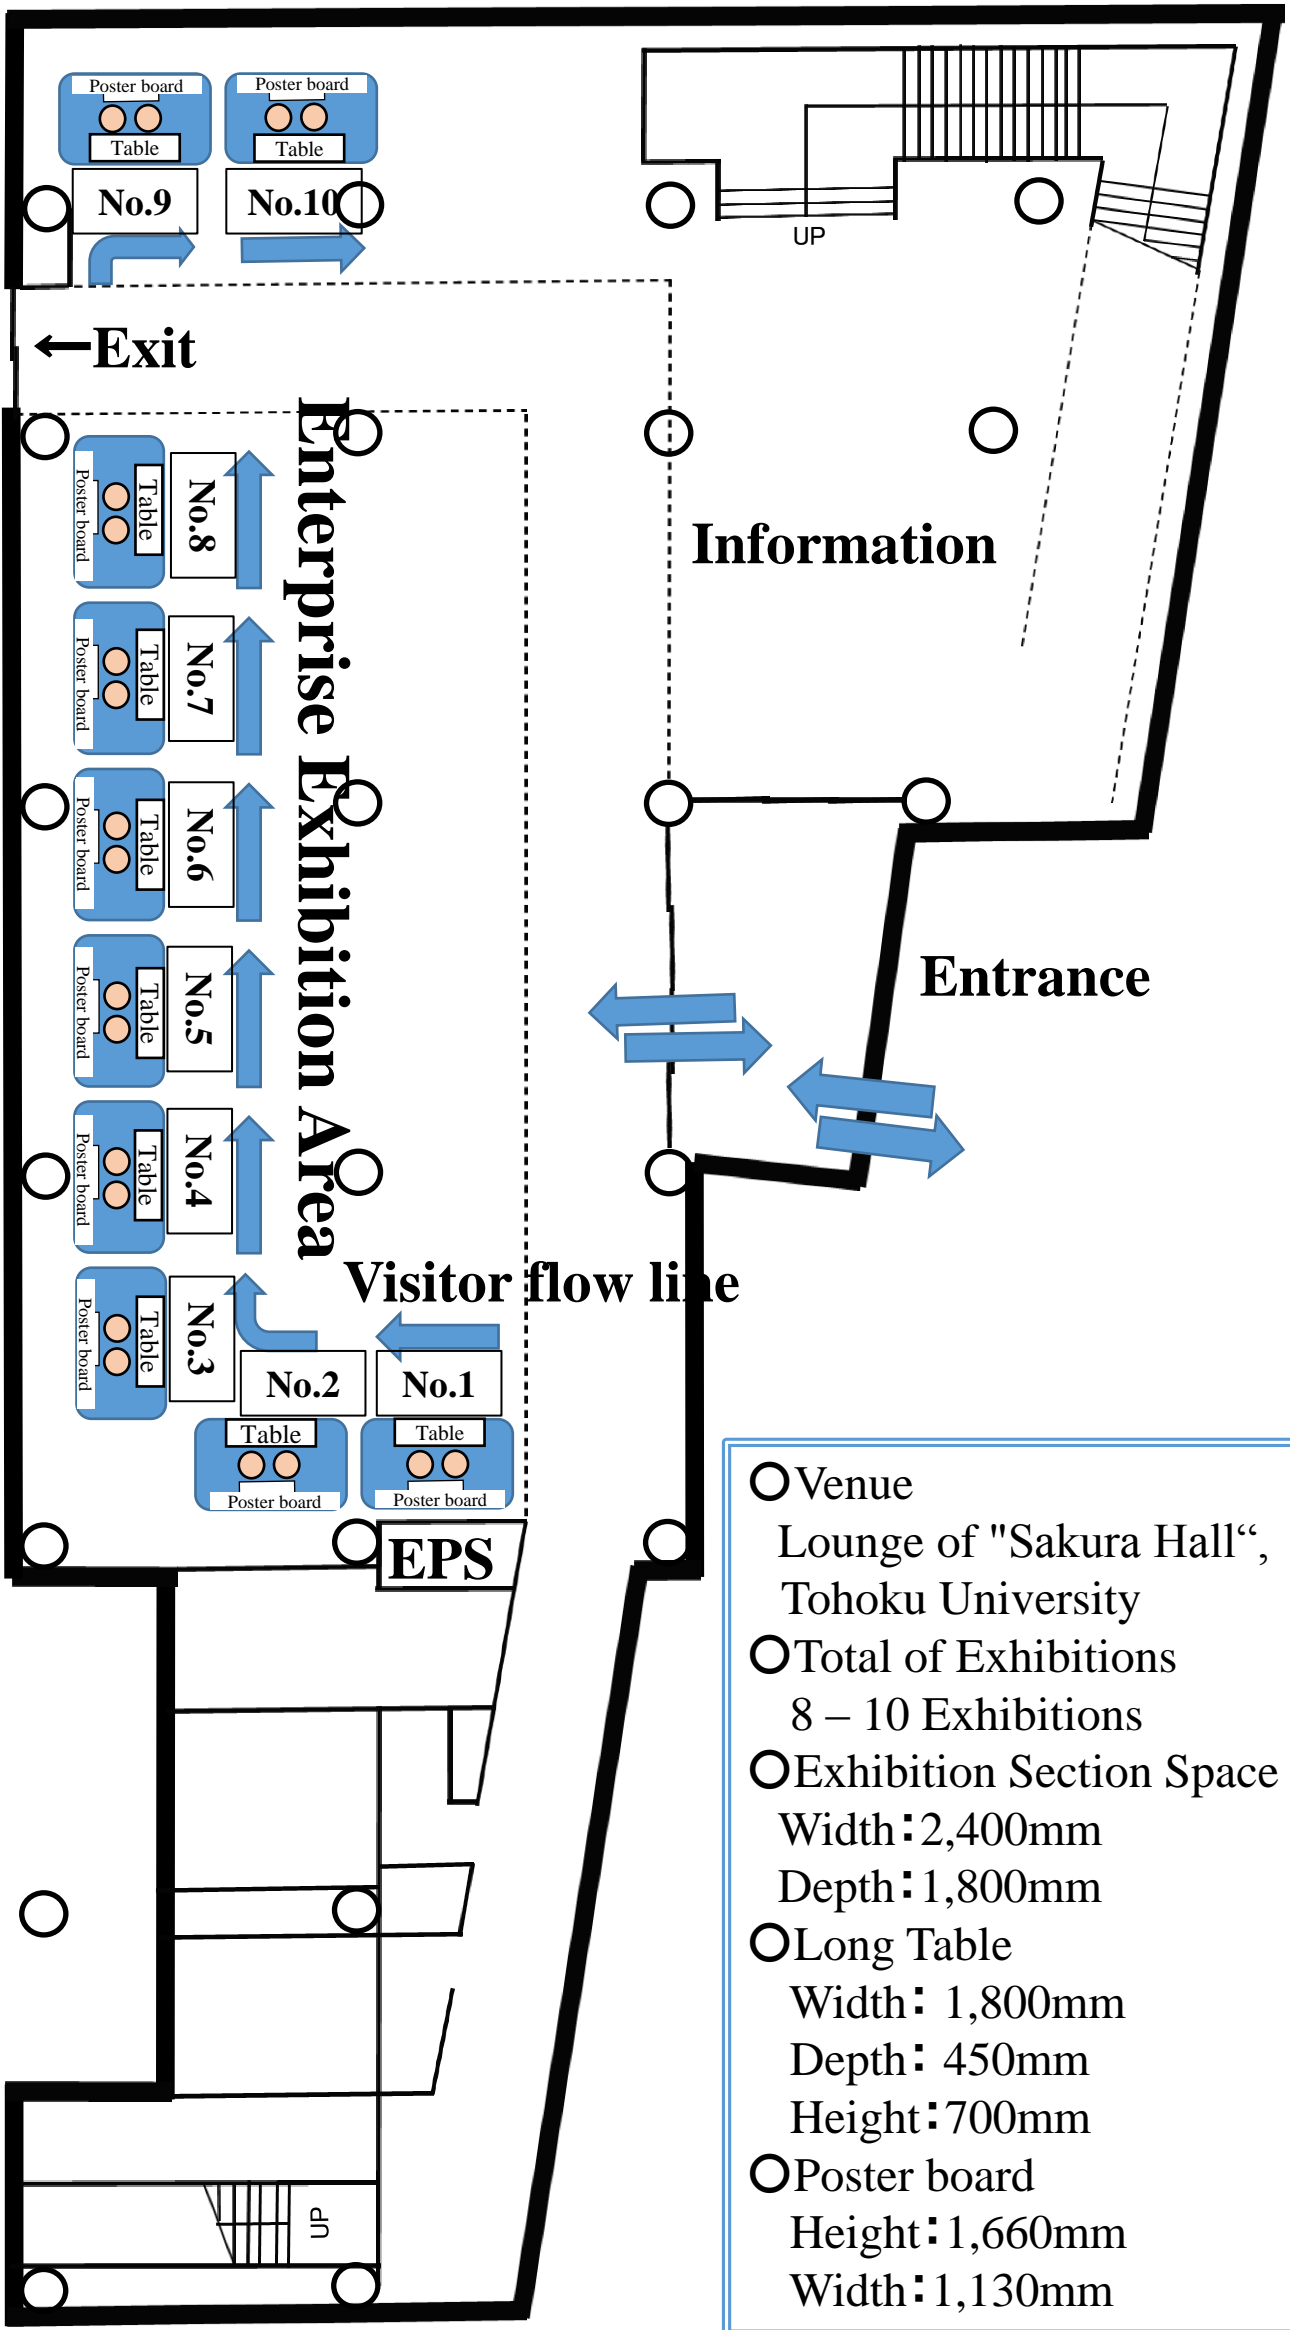 Poster board
Table
No.9
Poster board
Table
No.10
UP
←Exit
Enterprise Exhibition Area
Poster board
Table
No.8
Poster board
Table
No.7
Poster board
Table
No.6
Poster board
Table
No.5
Poster board
Table
No.4
Poster board
Table
No.3
Information
Entrance
Visitor flow line
No.2
Table
Poster board
No.1
Table
Poster board
EPS
UP
○Venue
Lounge of "Sakura Hall“,
Tohoku University
○Total of Exhibitions
8 – 10 Exhibitions
○Exhibition Section Space
Width:2,400mm
Depth:1,800mm
○Long Table
Width: 1,800mm
Depth: 450mm
Height:700mm
○Poster board
Height:1,660mm
Width:1,130mm